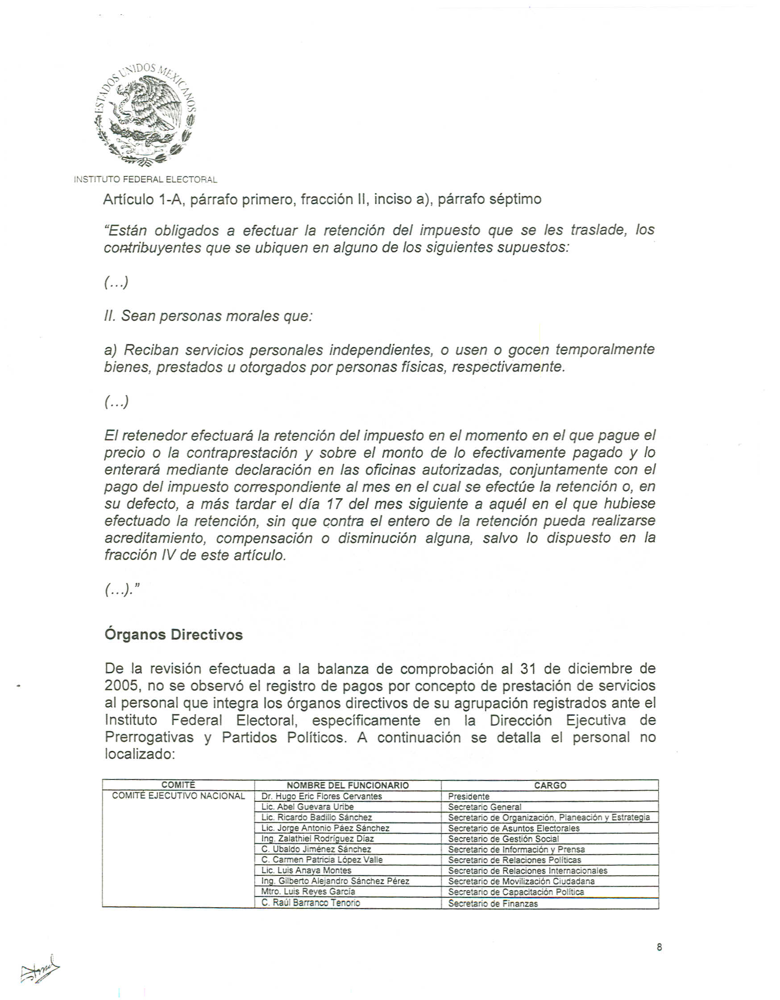 ESTADOS UNIDOS MEXICANOS
INSTITUTO FEDERAL ELECTORAL
Artículo 1-A, párrafo primero, fracción II, inciso a), párrafo séptimo
“Están obligados a efectuar la retención del impuesto que se les traslade, los
contribuyentes que se ubiquen en alguno de los siguientes supuestos:
(...)
II. Sean personas morales que:
a) Reciban servicios personales independientes, o usen o gocen temporalmente
bienes, prestados u otorgados por personas físicas, respectivamente.
(...)
El retenedor efectuará la retención del impuesto en el momento en el que pague el
precio o la contraprestación y sobre el monto de lo efectivamente pagado y lo
enterará mediante declaración en las oficinas autorizadas, conjuntamente con el
pago del impuesto correspondiente al mes en el cual se efectúe la retención o, en
su defecto, a más tardar el día 17 del mes siguiente a aquél en el que hubiese
efectuado la retención, sin que contra el entero de la retención pueda realizarse
acreditamiento, compensación o disminución alguna, salvo lo dispuesto en la
fracción IV de este artículo.
(...).”
Órganos Directivos
De la revisión efectuada a la balanza de comprobación al 31 de diciembre de
2005, no se observó el registro de pagos por concepto de prestación de servicios
al personal que integra los órganos directivos de su agrupación registrados ante el
Instituto Federal Electoral, específicamente en la Dirección Ejecutiva de
Prerrogativas y Partidos Políticos. A continuación se detalla el personal no
localizado:
COMITÉ NOMBRE DEL FUNCIONARIO CARGO
COMITÉ EJECUTIVO NACIONAL Dr. Hugo Eric Flores Cervantes Presidente
Lic. Abel Guevara Uribe Secretario General
Lic. Ricardo Badillo Sánchez Secretario de Organización, Planeación y Estrategia
Lic. Jorge Antonio Páez Sánchez Secretario de Asuntos Electorales
Ing. Zalathiel Rodríguez Díaz Secretario de Gestión Social
C. Ubaldo Jiménez Sánchez Secretario de Información y Prensa
C. Carmen Patricia López Valle Secretario de Relaciones Políticas
Lic. Luis Anaya Montes Secretario de Relaciones Internacionales
Ing. Gilberto Alejandro Sánchez Pérez Secretario de Movilización Ciudadana
Mtro. Luis Reyes García Secretario de Capacitación Política
C. Raúl Barranco Tenorio Secretario de Finanzas
8